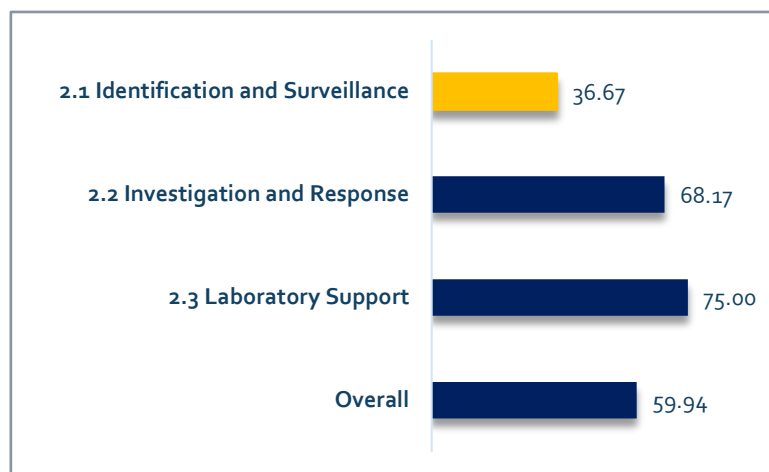 2.1 Identification and Surveillance 36.67
2.2 Investigation and Response 68.17
2.3 Laboratory Support 75.00
Overall 59.94